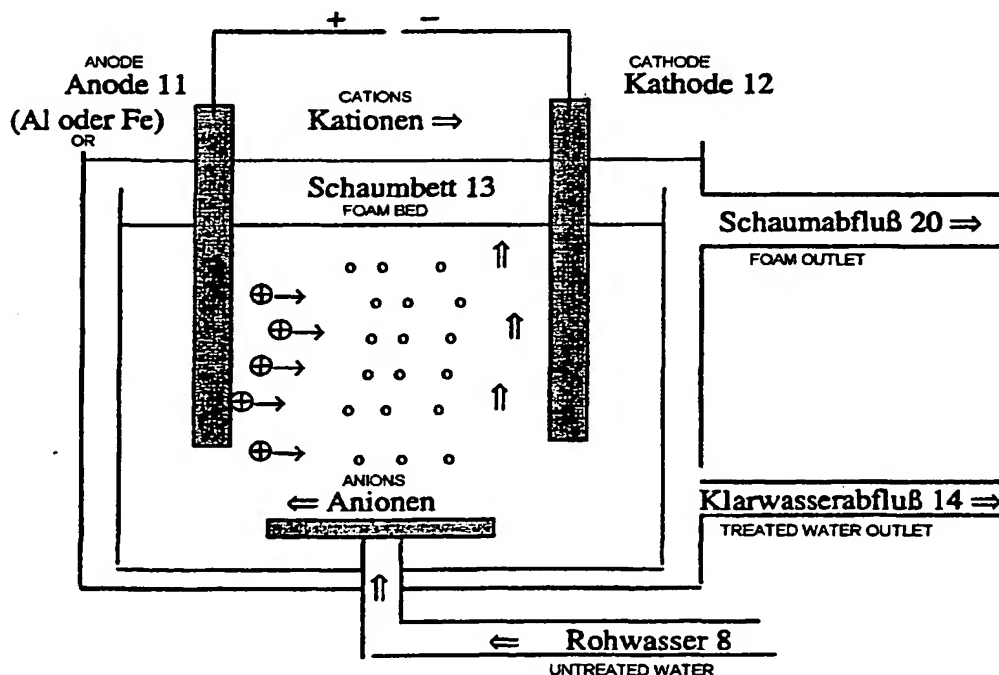 + −
ANODE
Anode 11
(Al oder Fe)
OR
CATIONS
Kationen ⇒
CATHODE
Kathode 12
Schaumbett 13
FOAM BED
Schaumabfluß 20 ⇒
FOAM OUTLET
ANIONS
⇐ Anionen
Klarwasserabfluß 14 ⇒
TREATED WATER OUTLET
⇐ Rohwasser 8
UNTREATED WATER